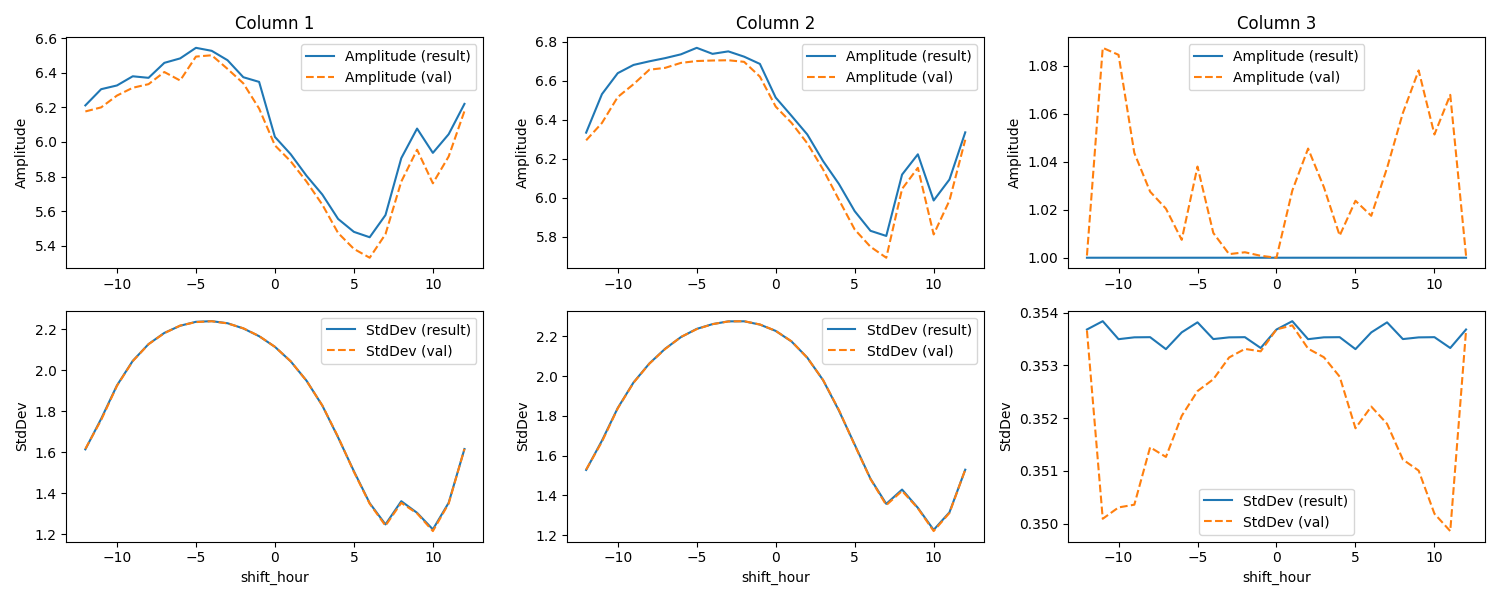 Column 1
Amplitude
6.6
6.4
6.2
6.0
5.8
5.6
5.4
−10
−5
0
5
10
Amplitude (result)
Amplitude (val)
Column 2
Amplitude
6.8
6.6
6.4
6.2
6.0
5.8
−10
−5
0
5
10
Amplitude (result)
Amplitude (val)
Column 3
Amplitude
1.08
1.06
1.04
1.02
1.00
−10
−5
0
5
10
Amplitude (result)
Amplitude (val)
StdDev
2.2
2.0
1.8
1.6
1.4
1.2
−10
−5
0
5
10
shift_hour
StdDev (result)
StdDev (val)
StdDev
2.2
2.0
1.8
1.6
1.4
1.2
−10
−5
0
5
10
shift_hour
StdDev (result)
StdDev (val)
StdDev
0.354
0.353
0.352
0.351
0.350
−10
−5
0
5
10
shift_hour
StdDev (result)
StdDev (val)